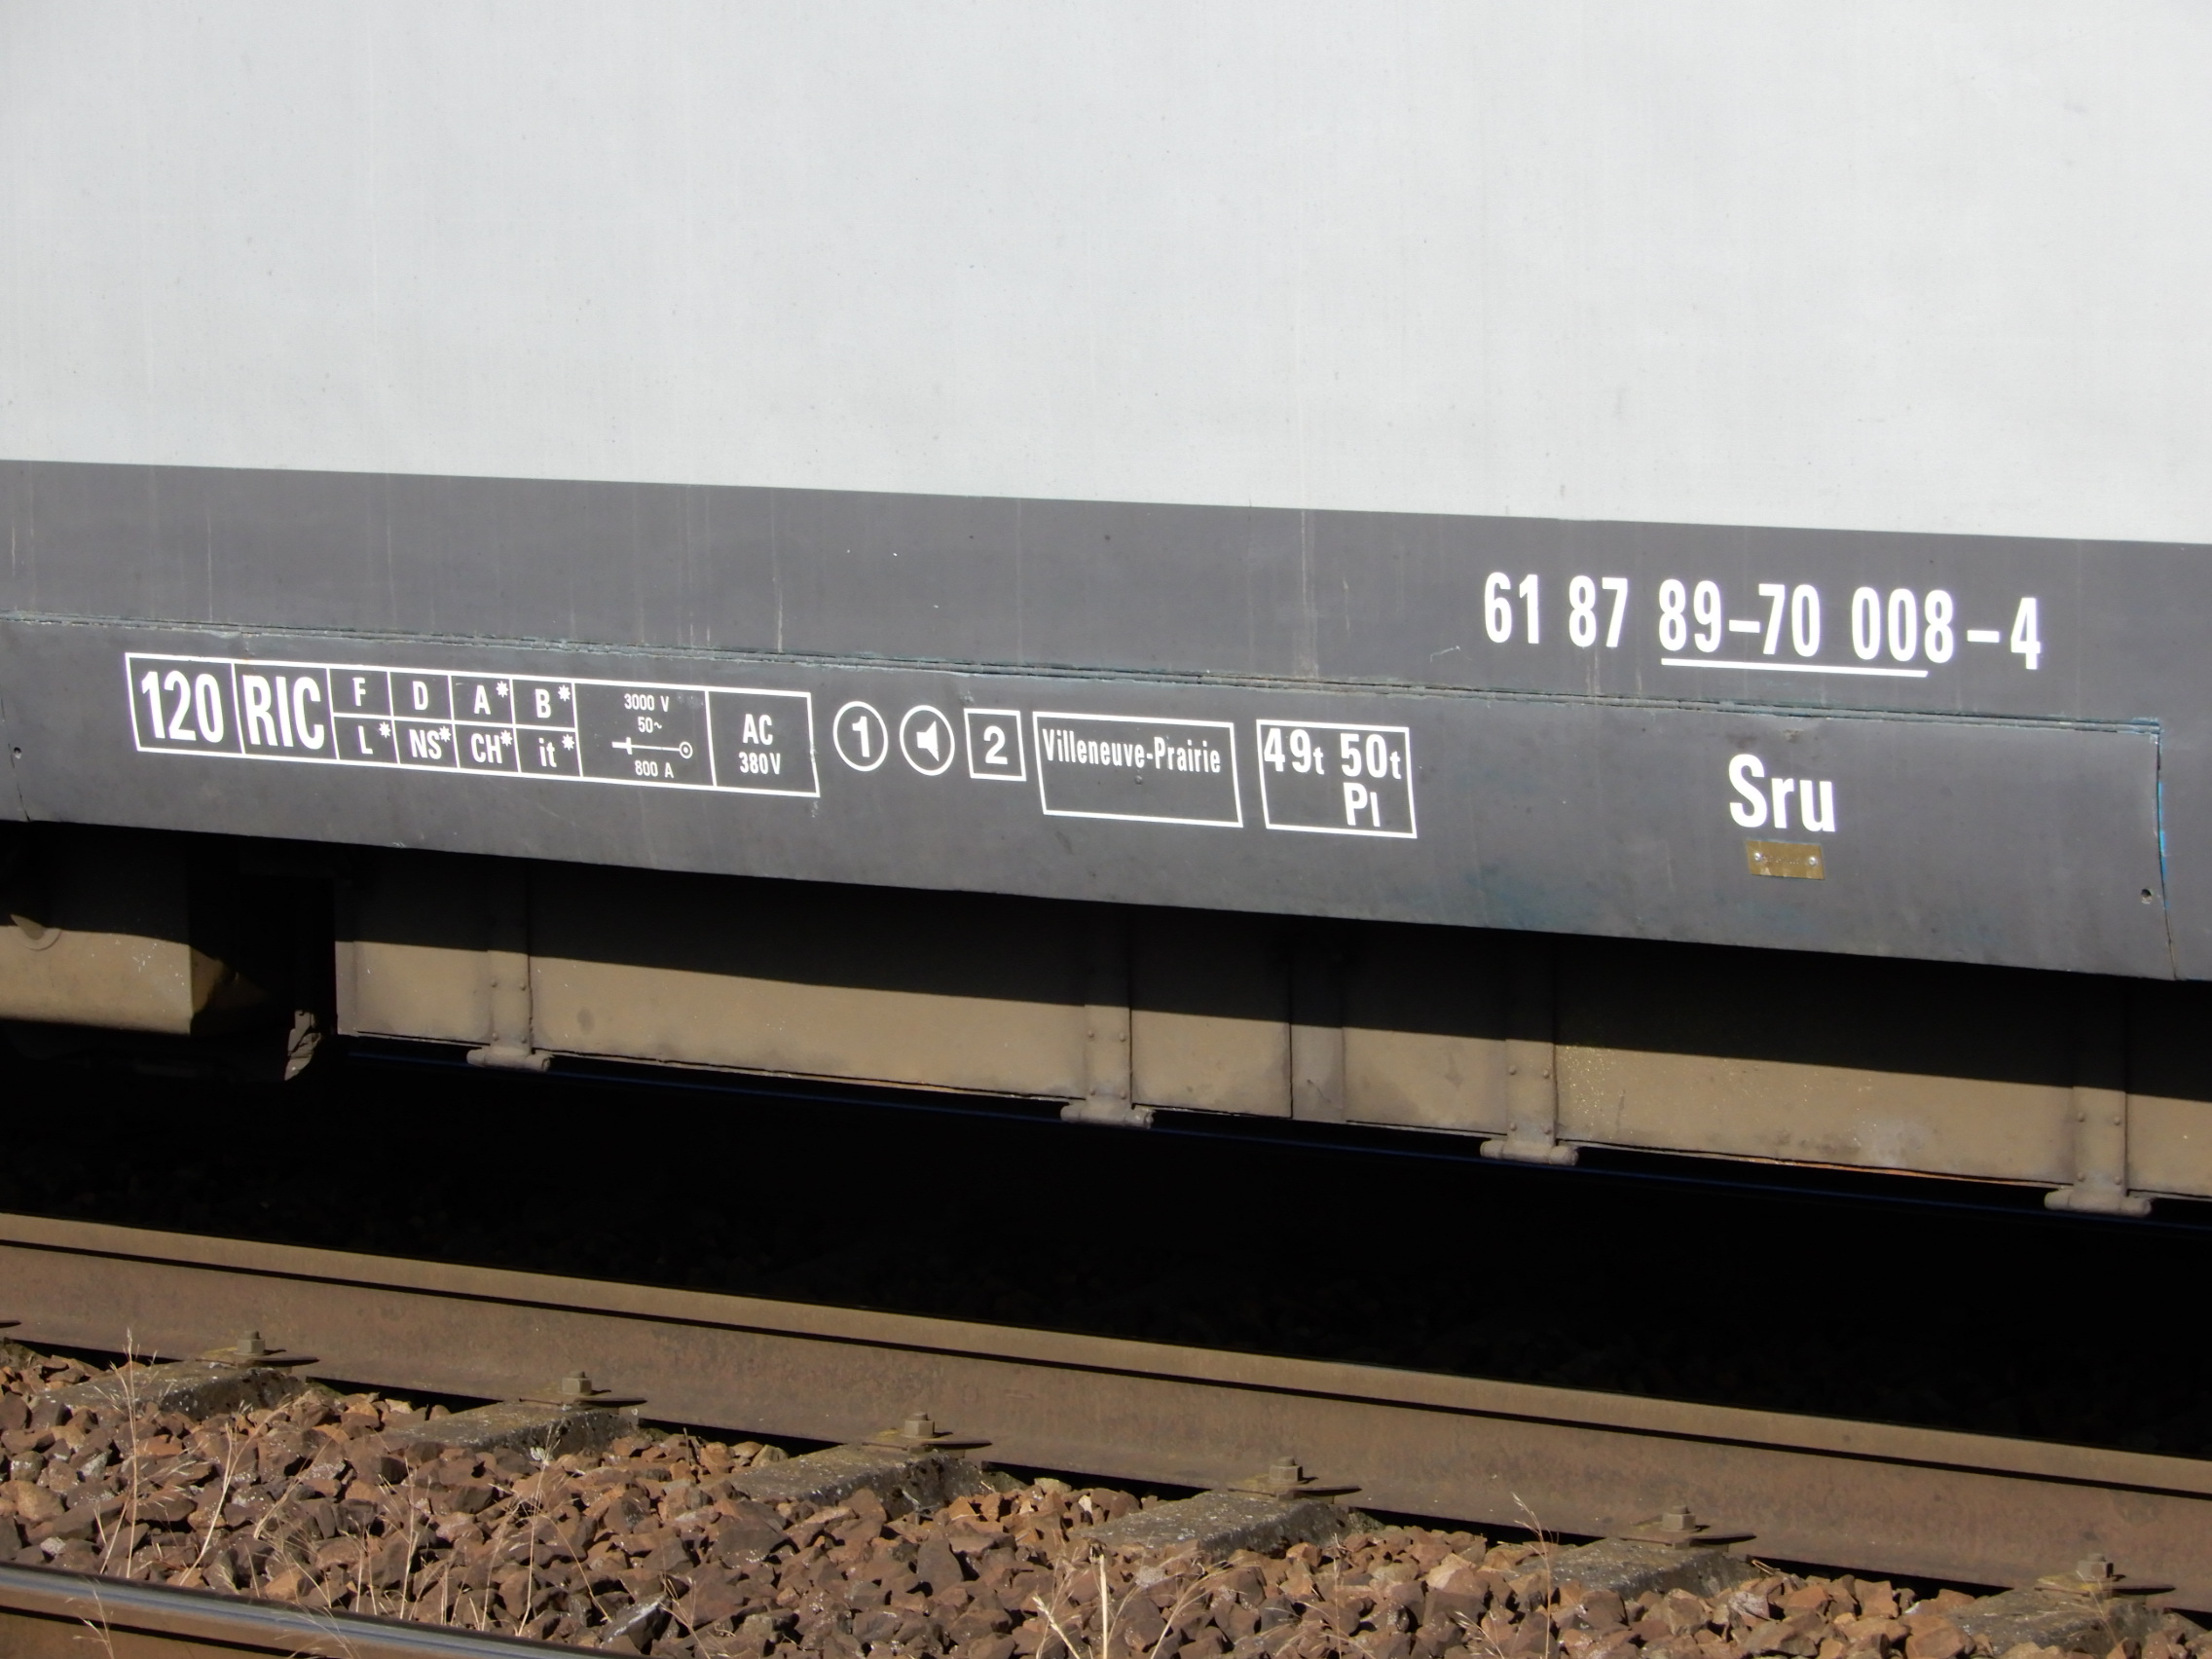 61 87 89-70 008-4
120 RIC F D A* B*
L* NS* CH* it*
3000 V
50~
800 A
AC
380V
1
2
Villeneuve-Prairie
49t 50t
PI
Sru